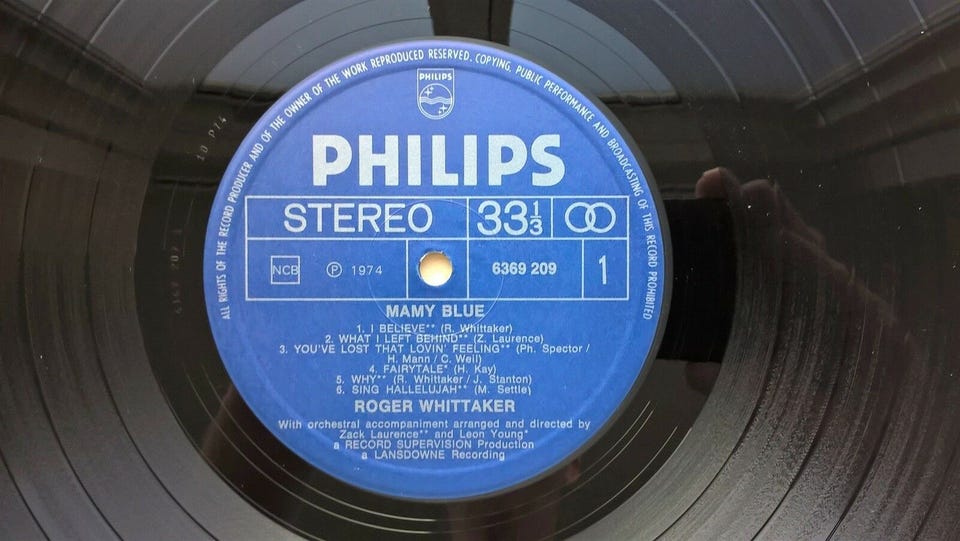 ALL RIGHTS OF THE RECORD PRODUCER AND OF THE OWNER OF THE WORK REPRODUCED RESERVED. COPYING, PUBLIC PERFORMANCE AND BROADCASTING OF THIS RECORD PROHIBITED
PHILIPS
PHILIPS
STEREO 33⅓
NCB Ⓟ 1974 6369 209 1
MAMY BLUE
1. I BELIEVE** (R. Whittaker)
2. WHAT I LEFT BEHIND** (Z. Laurence)
3. YOU'VE LOST THAT LOVIN' FEELING** (Ph. Spector /
H. Mann / C. Weil)
4. FAIRYTALE* (H. Kay)
5. WHY** (R. Whittaker / J. Stanton)
6. SING HALLELUJAH** (M. Settle)
ROGER WHITTAKER
With orchestral accompaniment arranged and directed by
Zack Laurence** and Leon Young*
a RECORD SUPERVISION Production
a LANSDOWNE Recording